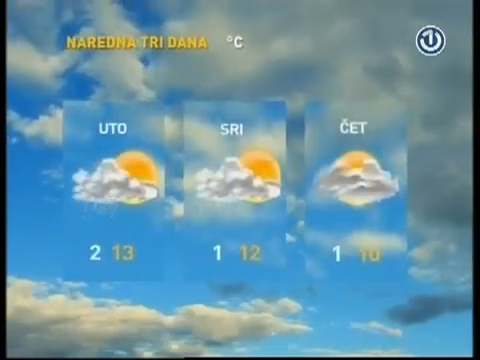 NAREDNA TRI DANA °C
UTO SRI ČET
2 13 1 12 1 10